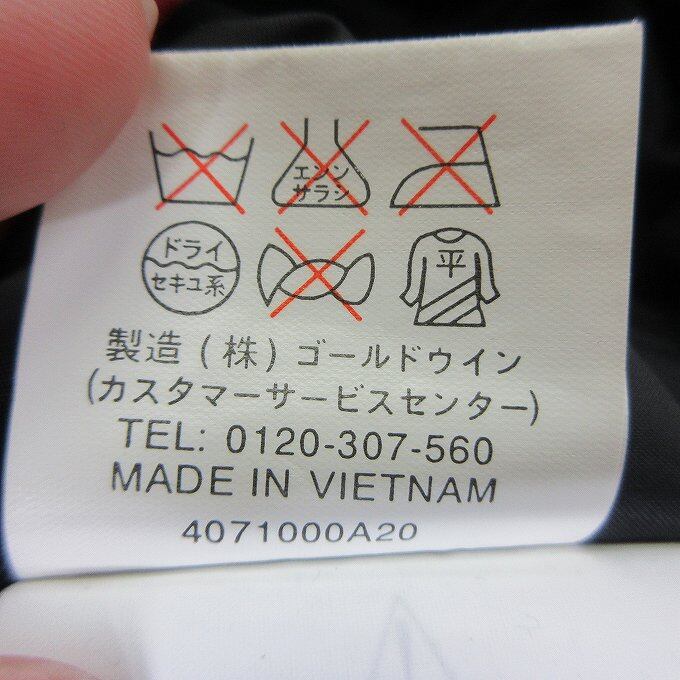 エンソ
サラシ
ドライ
セキユ系
平
製造 (株) ゴールドウイン
(カスタマーサービスセンター)
TEL: 0120-307-560
MADE IN VIETNAM
4071000A20